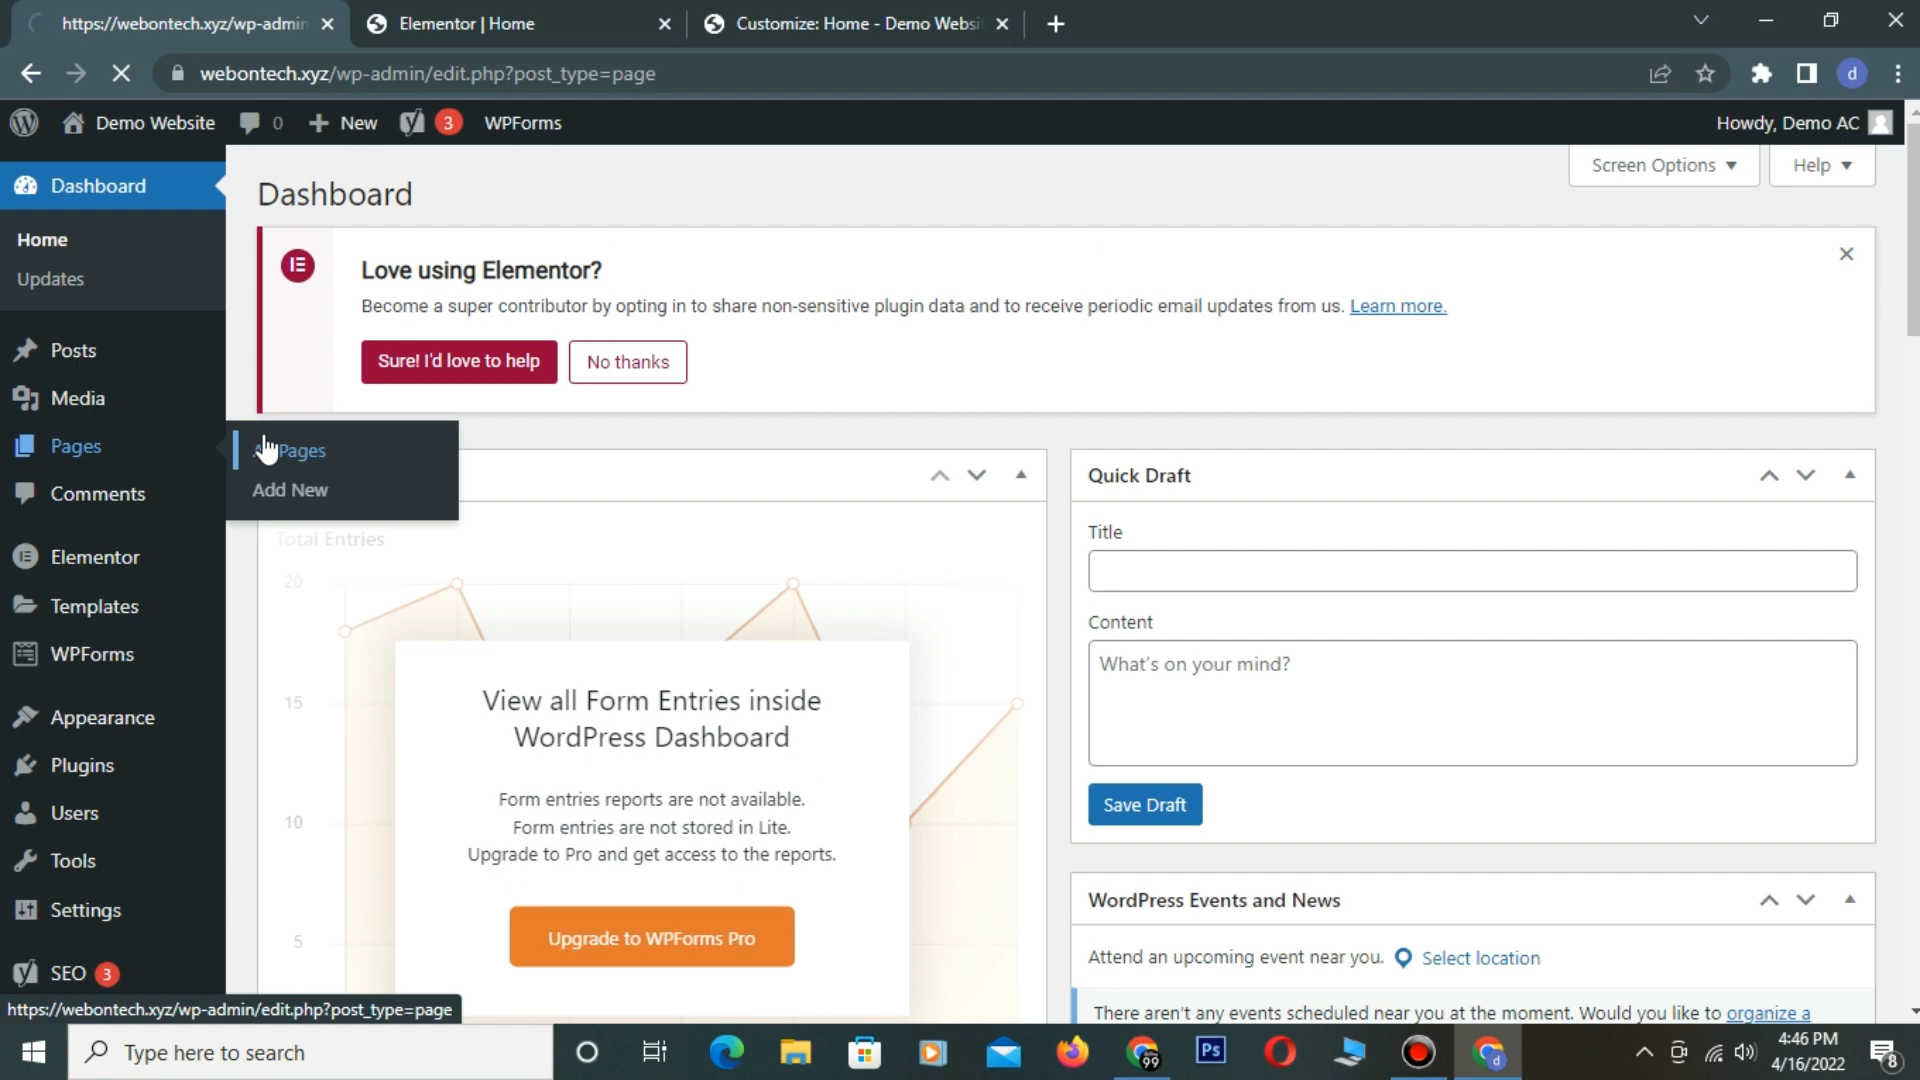 https://webontech.xyz/wp-admin
Elementor | Home
Customize: Home - Demo Websi
webontech.xyz/wp-admin/edit.php?post_type=page
d
Demo Website
0
New
3
WPForms
Howdy, Demo AC
Dashboard
Home
Updates
Posts
Media
Pages
Comments
Elementor
Templates
WPForms
Appearance
Plugins
Users
Tools
Settings
SEO 3
https://webontech.xyz/wp-admin/edit.php?post_type=page
Screen Options
Help
Dashboard
Love using Elementor?
Become a super contributor by opting in to share non-sensitive plugin data and to receive periodic email updates from us. Learn more.
Sure! I'd love to help
No thanks
Pages
Add New
Total Entries
20
15
10
5
View all Form Entries inside
WordPress Dashboard
Form entries reports are not available.
Form entries are not stored in Lite.
Upgrade to Pro and get access to the reports.
Upgrade to WPForms Pro
Quick Draft
Title
Content
What's on your mind?
Save Draft
WordPress Events and News
Attend an upcoming event near you.
Select location
There aren't any events scheduled near you at the moment. Would you like to organize a
Type here to search
99
Ps
d
4:46 PM
4/16/2022
8